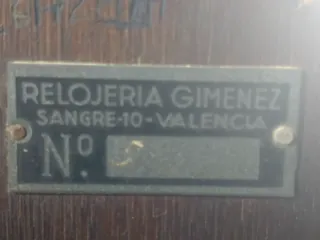 RELOJERIA GIMENEZ
SANGRE-10-VALENCIA
Nº